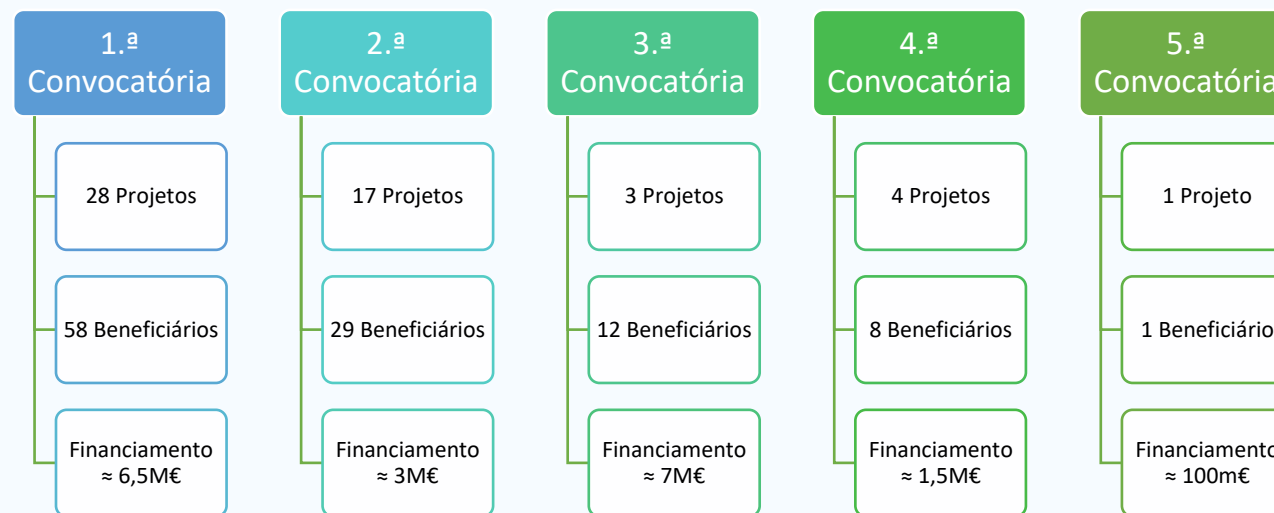 1.ª
Convocatória
28 Projetos
58 Beneficiários
Financiamento
≈ 6,5M€
2.ª
Convocatória
17 Projetos
29 Beneficiários
Financiamento
≈ 3M€
3.ª
Convocatória
3 Projetos
12 Beneficiários
Financiamento
≈ 7M€
4.ª
Convocatória
4 Projetos
8 Beneficiários
Financiamento
≈ 1,5M€
5.ª
Convocatória
1 Projeto
1 Beneficiário
Financiamento
≈ 100m€